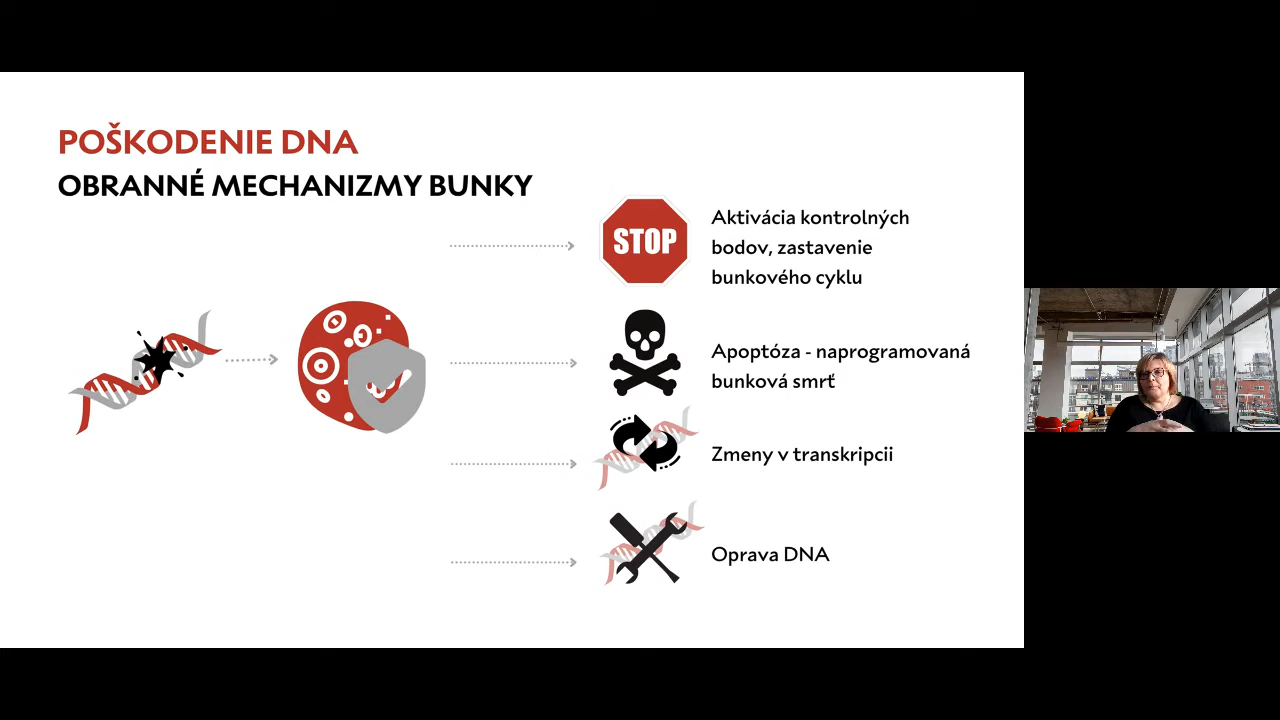 POŠKODENIE DNA
OBRANNÉ MECHANIZMY BUNKY
STOP
Aktivácia kontrolných
bodov, zastavenie
bunkového cyklu
Apoptóza - naprogramovaná
bunková smrť
Zmeny v transkripcii
Oprava DNA